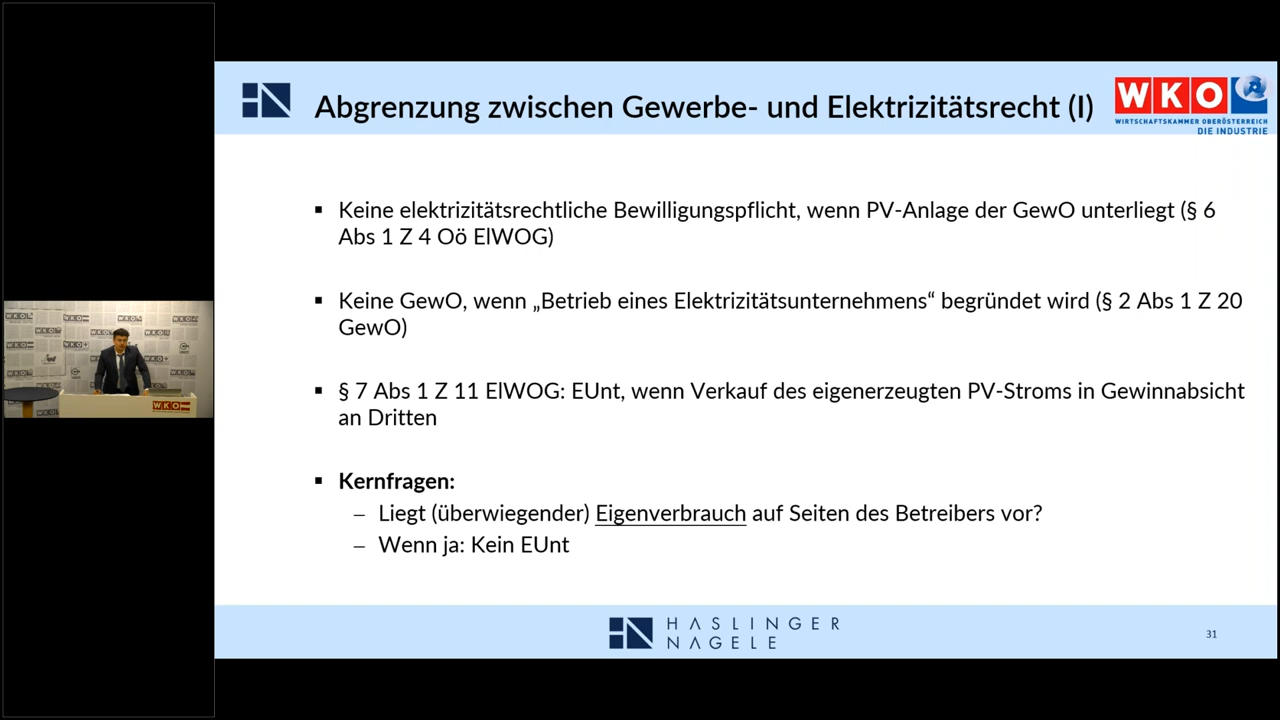 Abgrenzung zwischen Gewerbe- und Elektrizitätsrecht (I)
WKO
WIRTSCHAFTSKAMMER OBERÖSTERREICH
DIE INDUSTRIE
▪ Keine elektrizitätsrechtliche Bewilligungspflicht, wenn PV-Anlage der GewO unterliegt (§ 6
Abs 1 Z 4 Oö ElWOG)
▪ Keine GewO, wenn „Betrieb eines Elektrizitätsunternehmens“ begründet wird (§ 2 Abs 1 Z 20
GewO)
▪ § 7 Abs 1 Z 11 ElWOG: EUnt, wenn Verkauf des eigenerzeugten PV-Stroms in Gewinnabsicht
an Dritten
▪ Kernfragen:
– Liegt (überwiegender) Eigenverbrauch auf Seiten des Betreibers vor?
– Wenn ja: Kein EUnt
HASLINGER
NAGELE
31
WKO